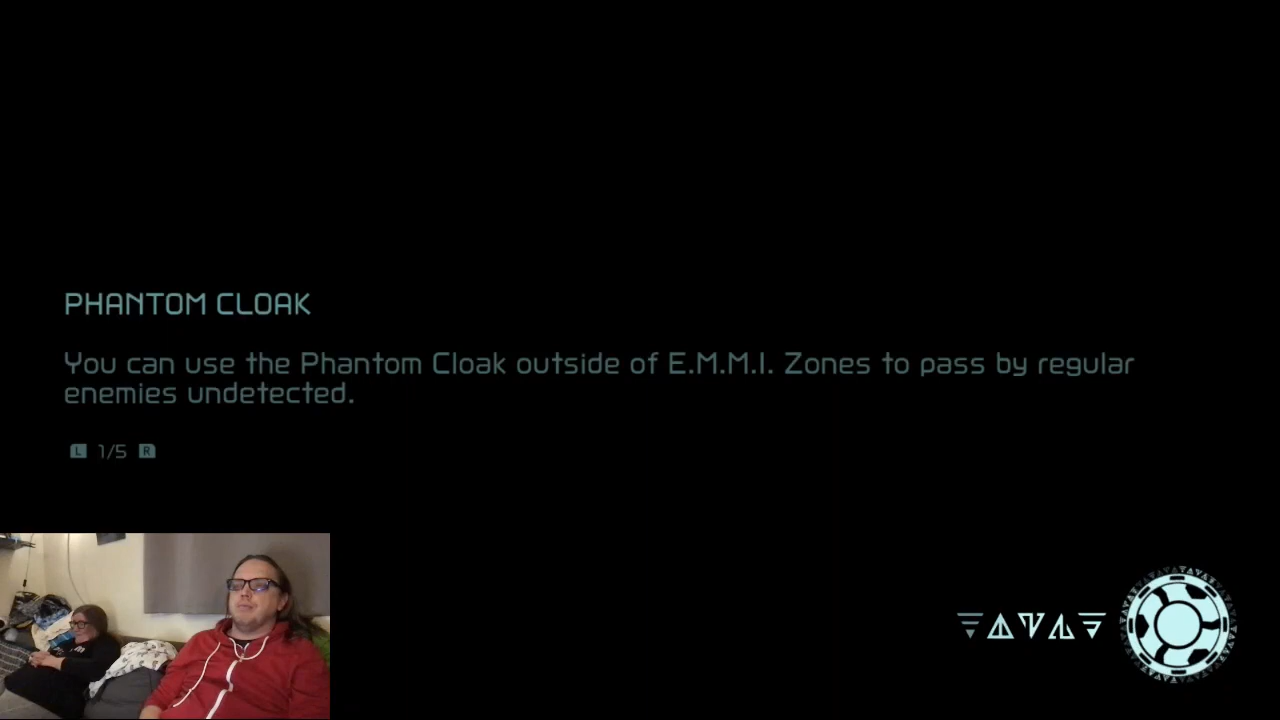 PHANTOM CLOAK
You can use the Phantom Cloak outside of E.M.M.I. Zones to pass by regular
enemies undetected.
L 1/5 R